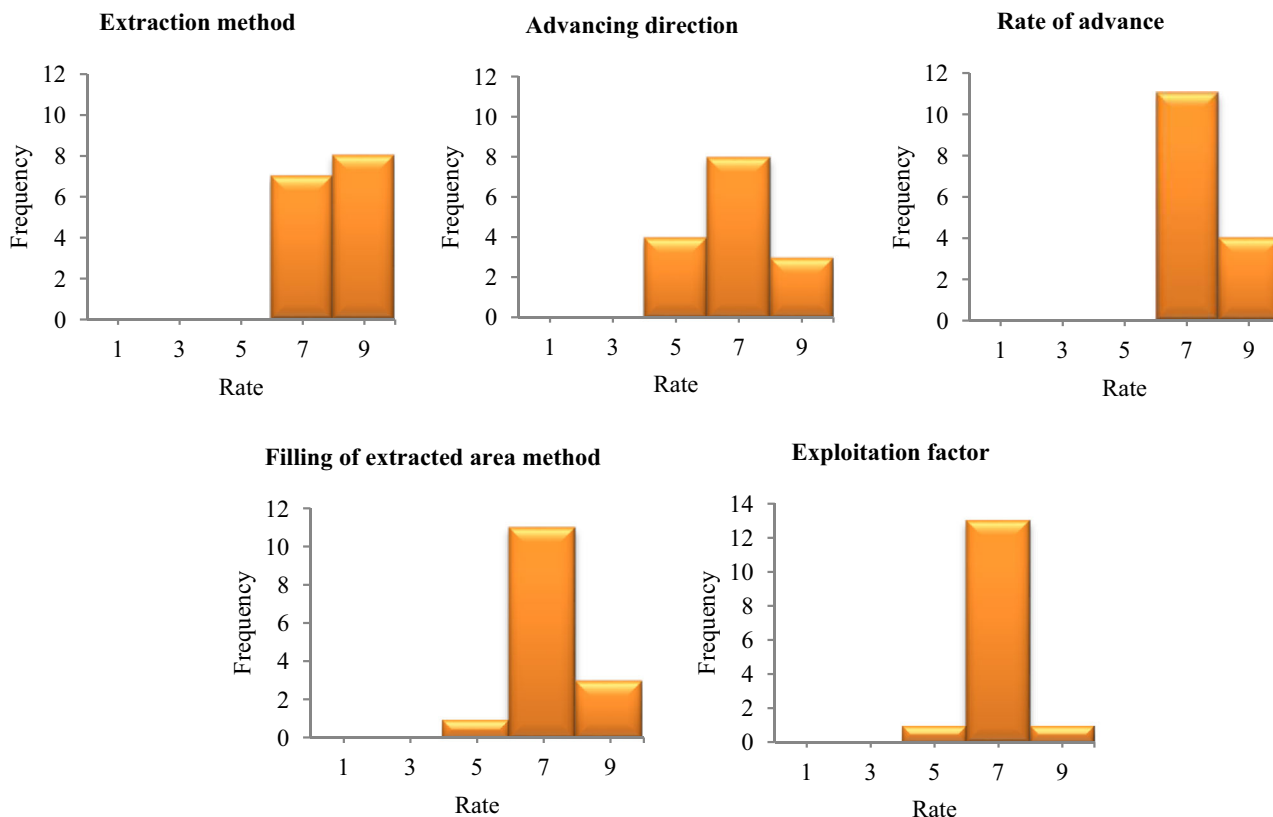 Extraction method
12
10
8
6
4
2
0
Frequency
1 3 5 7 9
Rate
Advancing direction
12
10
8
6
4
2
0
Frequency
1 3 5 7 9
Rate
Rate of advance
12
10
8
6
4
2
0
Frequency
1 3 5 7 9
Rate
Filling of extracted area method
12
10
8
6
4
2
0
Frequency
1 3 5 7 9
Rate
Exploitation factor
14
12
10
8
6
4
2
0
Frequency
1 3 5 7 9
Rate